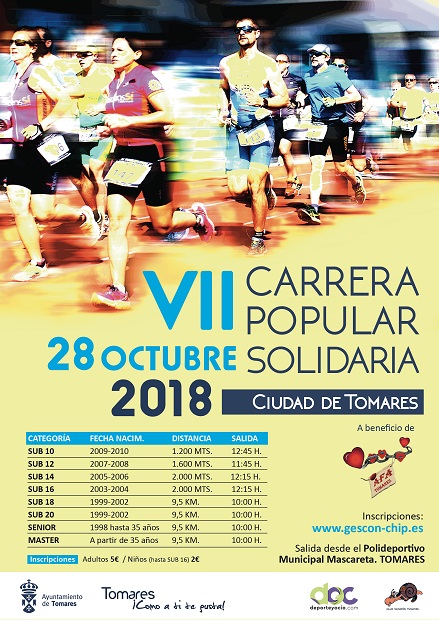 VII
CARRERA
POPULAR
SOLIDARIA
28 OCTUBRE
2018
CIUDAD DE TOMARES
CATEGORÍA FECHA NACIM. DISTANCIA SALIDA
SUB 10 2009-2010 1.200 MTS. 12:45 H.
SUB 12 2007-2008 1.600 MTS. 11:45 H.
SUB 14 2005-2006 2.000 MTS. 12:15 H.
SUB 16 2003-2004 2.000 MTS. 12:15 H.
SUB 18 1999-2002 9,5 KM. 10:00 H.
SUB 20 1999-2002 9,5 KM. 10:00 H.
SENIOR 1998 hasta 35 años 9,5 KM. 10:00 H.
MASTER A partir de 35 años 9,5 KM. 10:00 H.
Inscripciones Adultos 5€ / Niños (hasta SUB 16) 2€
A beneficio de
AFA
TOMARES
Inscripciones:
www.gescon-chip.es
Salida desde el Polideportivo
Municipal Mascareta. TOMARES
Ayuntamiento
de Tomares
Tomares
¡Como a ti te gusta!
doc
deporteyocio.com